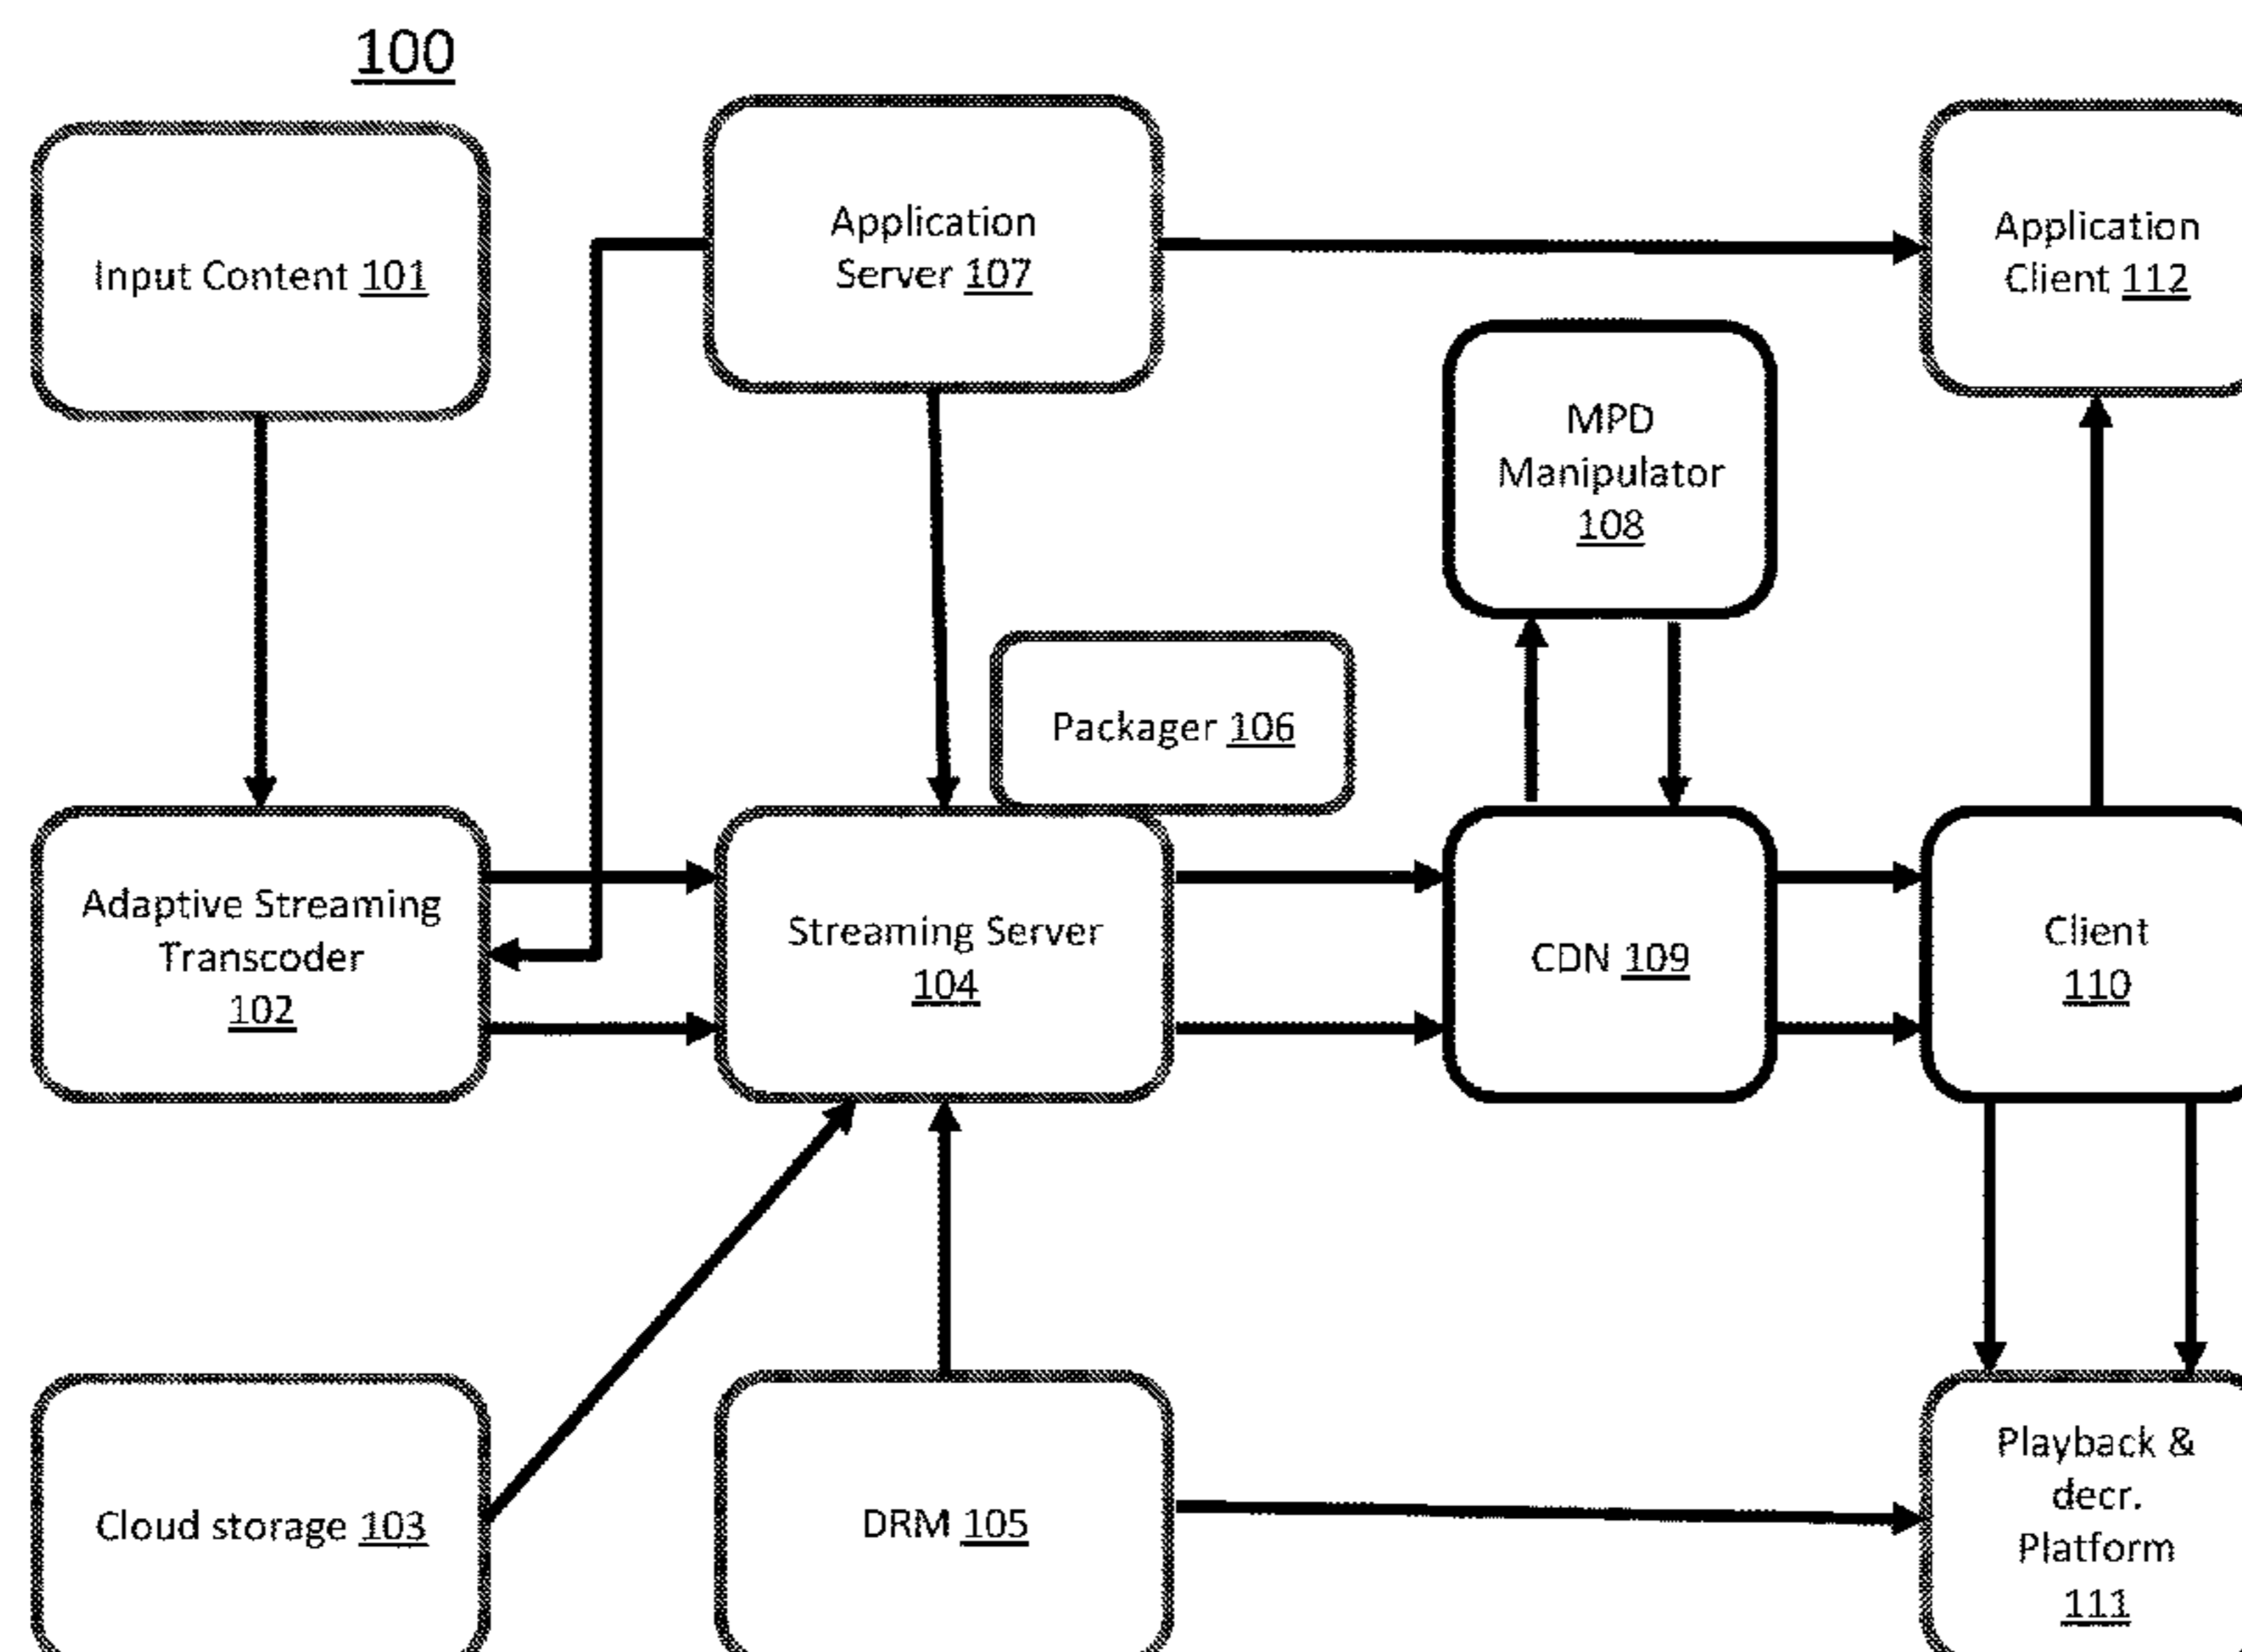 100
Input Content 101
Application
Server 107
Application
Client 112
MPD
Manipulator
108
Packager 106
Adaptive Streaming
Transcoder
102
Streaming Server
104
CDN 109
Client
110
Cloud storage 103
DRM 105
Playback &
decr.
Platform
111